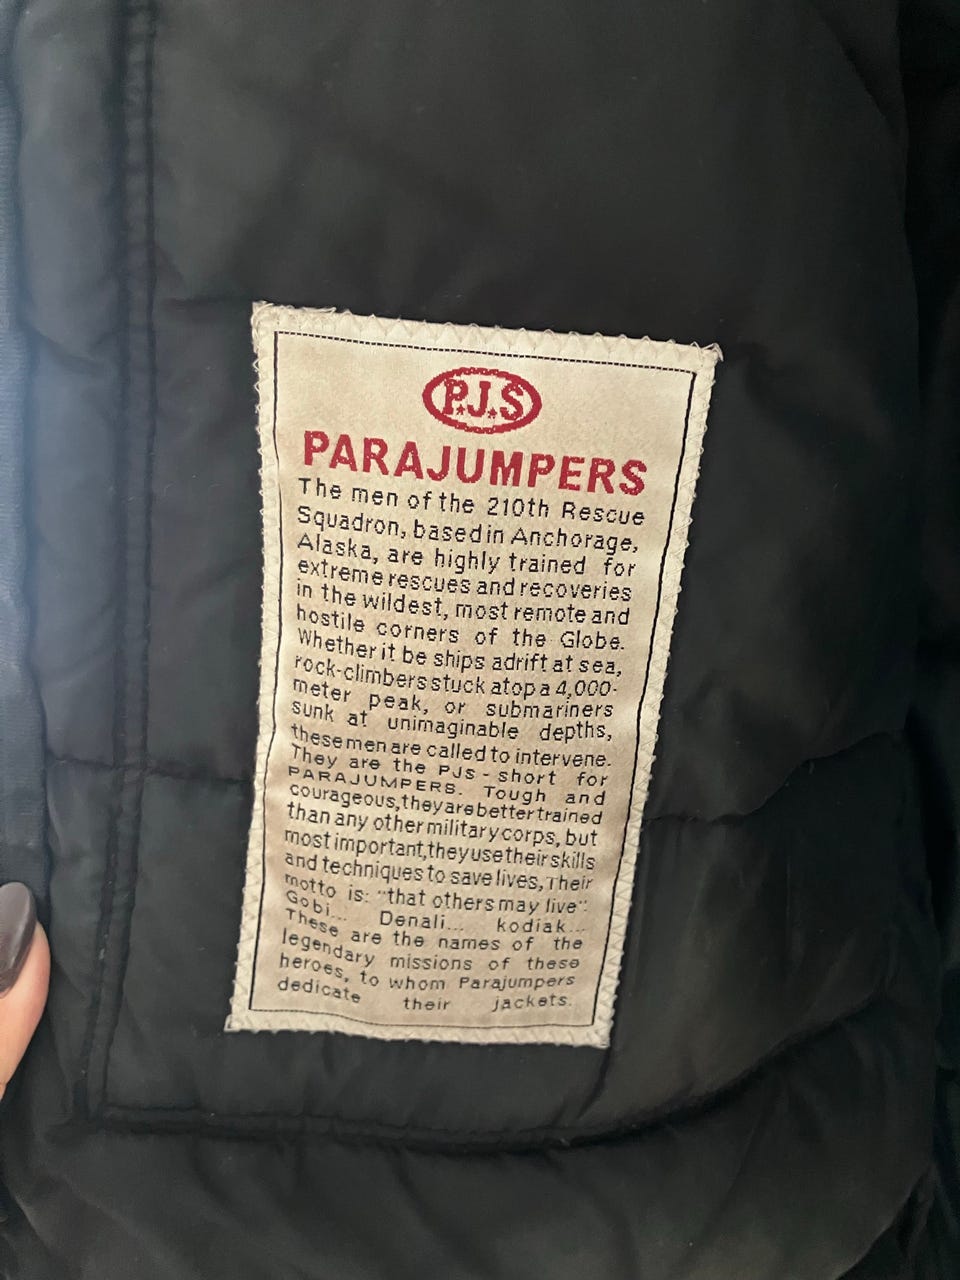 P.J.S
PARAJUMPERS
The men of the 210th Rescue
Squadron, based in Anchorage,
Alaska, are highly trained for
extreme rescues and recoveries
in the wildest, most remote and
hostile corners of the Globe.
Whether it be ships adrift at sea,
rock-climbers stuck atop a 4,000-
meter peak, or submariners
sunk at unimaginable depths,
these men are called to intervene.
They are the PJs - short for
PARAJUMPERS. Tough and
courageous, they are better trained
than any other military corps, but
most important, they use their skills
and techniques to save lives, Their
motto is: "that others may live".
Gobi... Denali... kodiak...
These are the names of the
legendary missions of these
heroes, to whom Parajumpers
dedicate their jackets.